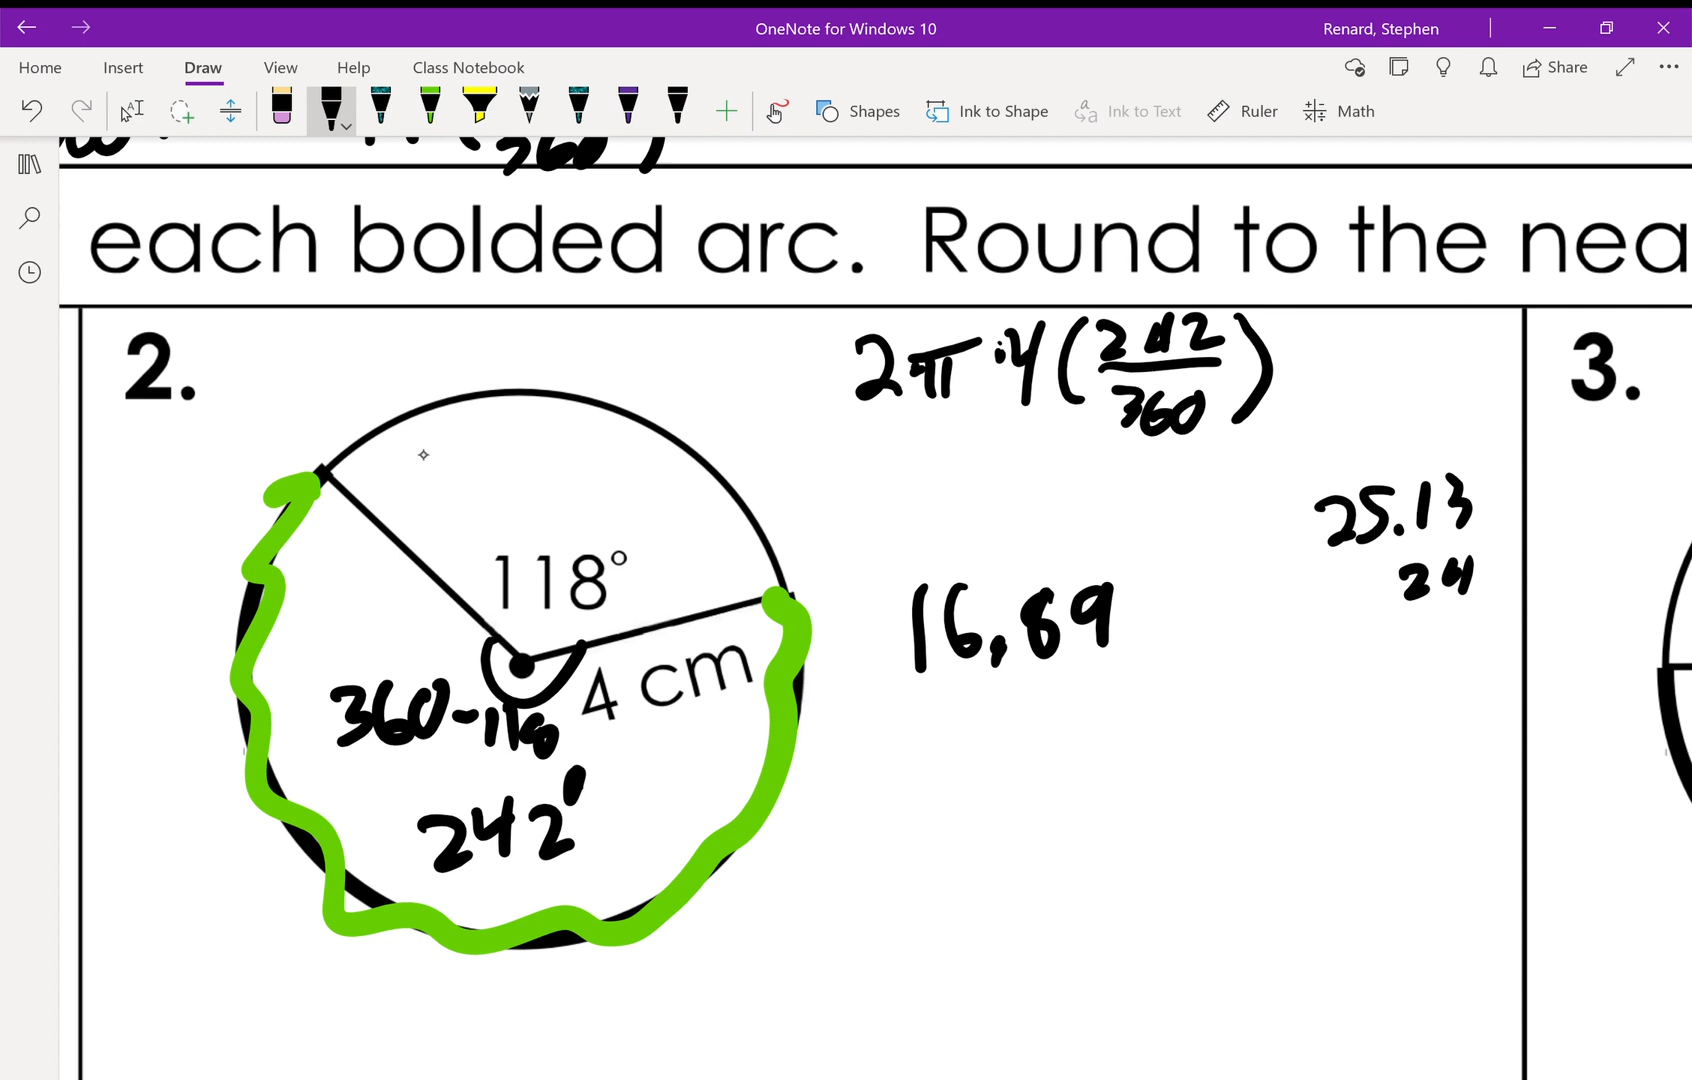 OneNote for Windows 10
Renard, Stephen
Home Insert Draw View Help Class Notebook
Share
Shapes Ink to Shape Ink to Text Ruler Math
360)
each bolded arc. Round to the nea
2.
2π·4(242/360)
3.
25.13
24
118°
16,89
4 cm
360-118
242°